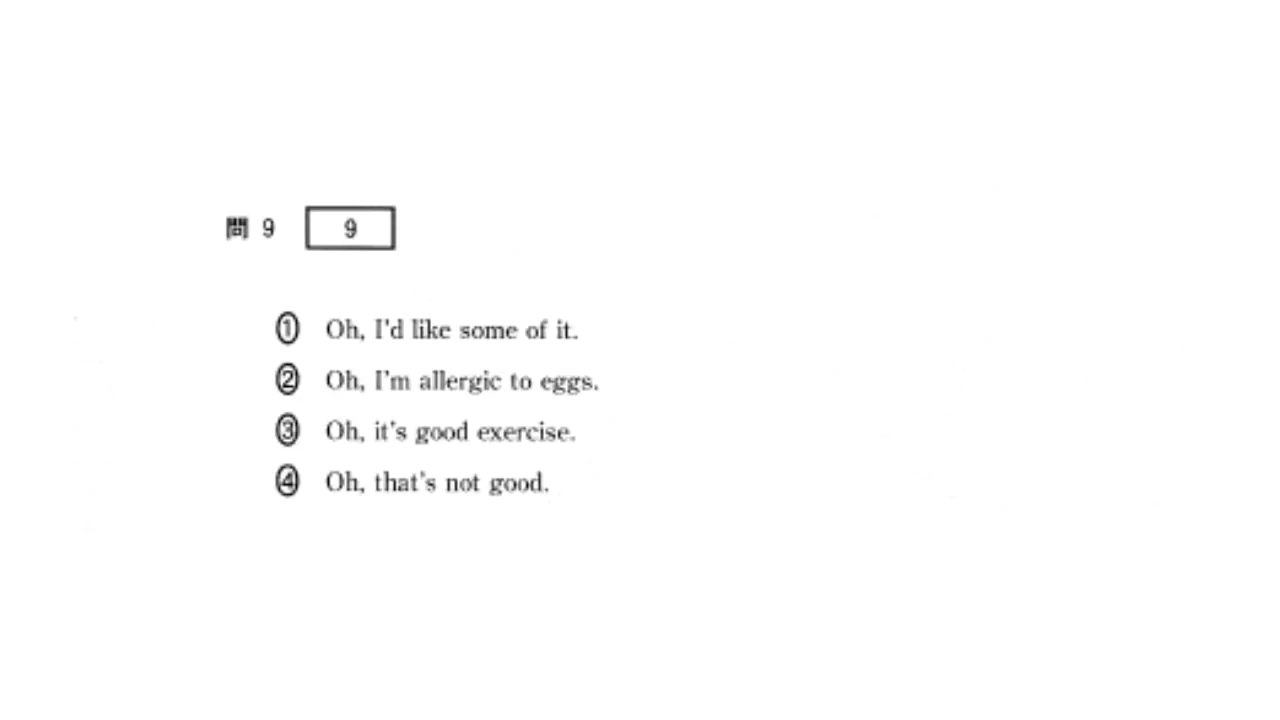 問 9 9
① Oh, I'd like some of it.
② Oh, I'm allergic to eggs.
③ Oh, it's good exercise.
④ Oh, that's not good.